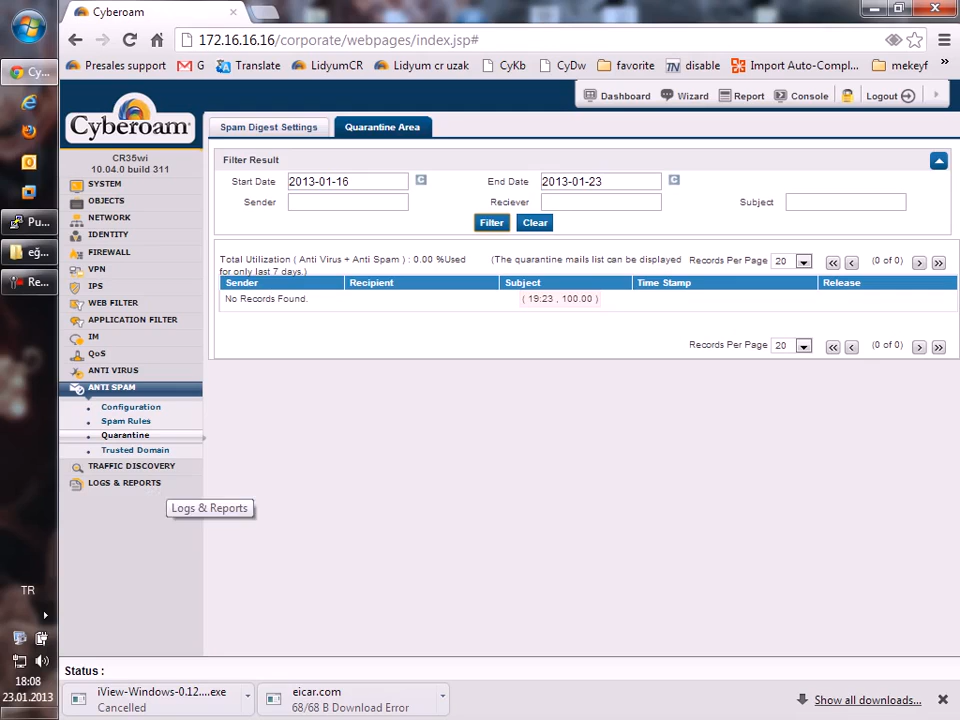 Cyberoam
172.16.16.16/corporate/webpages/index.jsp#
Presales support
G
Translate
LidyumCR
Lidyum cr uzak
CyKb
CyDw
favorite
TN disable
Import Auto-Compl...
mekeyf
»
Cy...
Pu...
eğ...
Re...
TR
18:08
23.01.2013
Dashboard
Wizard
Report
Console
Logout
Cyberoam
CR35wi
10.04.0 build 311
SYSTEM
OBJECTS
NETWORK
IDENTITY
FIREWALL
VPN
IPS
WEB FILTER
APPLICATION FILTER
IM
QoS
ANTI VIRUS
ANTI SPAM
Configuration
Spam Rules
Quarantine
Trusted Domain
TRAFFIC DISCOVERY
LOGS & REPORTS
Logs & Reports
Spam Digest Settings
Quarantine Area
Filter Result
Start Date 2013-01-16 C End Date 2013-01-23 C
Sender Reciever Subject
Filter Clear
Total Utilization ( Anti Virus + Anti Spam ) : 0.00 %Used (The quarantine mails list can be displayed
for only last 7 days.)
Records Per Page 20 (0 of 0)
Sender Recipient Subject Time Stamp Release
No Records Found. ( 19:23 , 100.00 )
Records Per Page 20 (0 of 0)
Status :
iView-Windows-0.12....exe
Cancelled
eicar.com
68/68 B Download Error
Show all downloads...